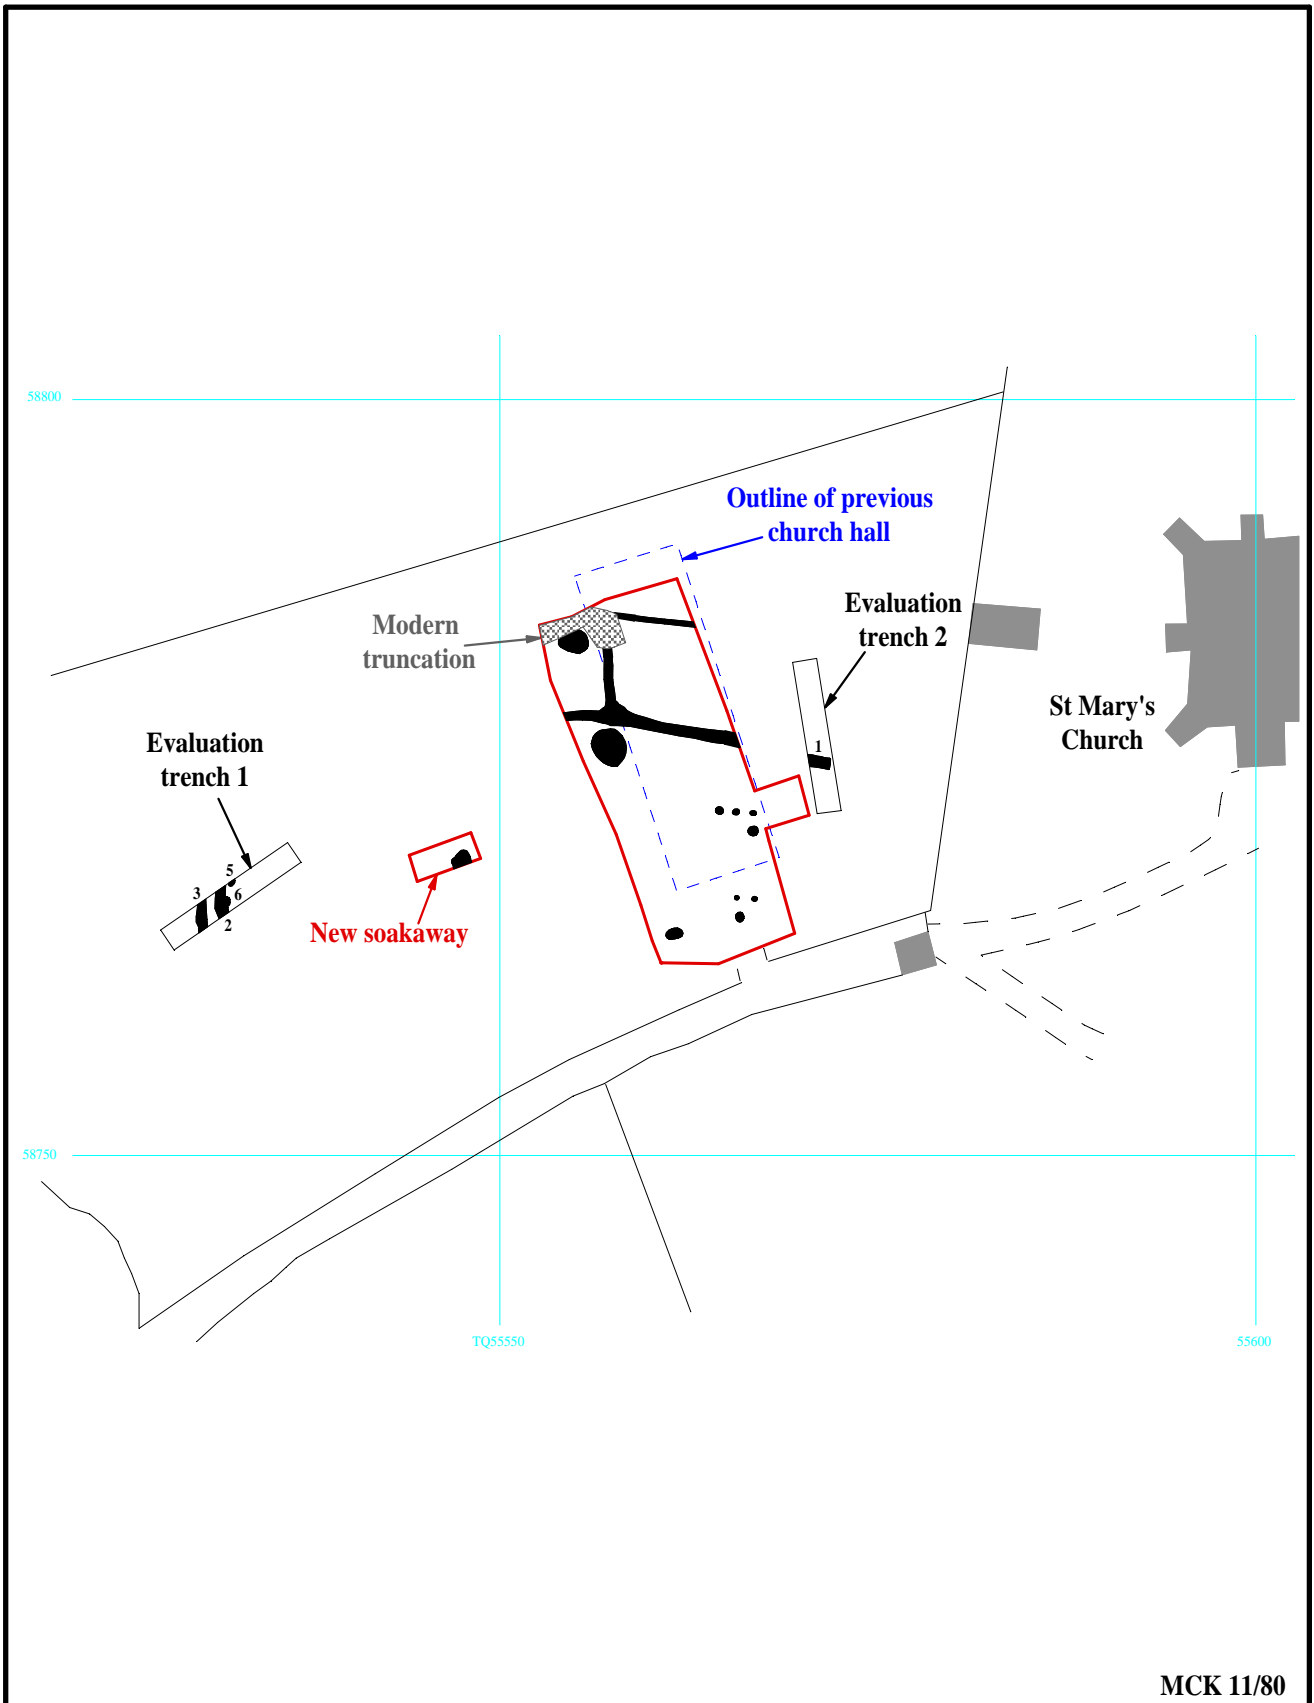 58800
Outline of previous
church hall
Evaluation
trench 2
Modern
truncation
St Mary's
Church
1
Evaluation
trench 1
5
3
6
2
New soakaway
58750
TQ55550
55600
MCK 11/80